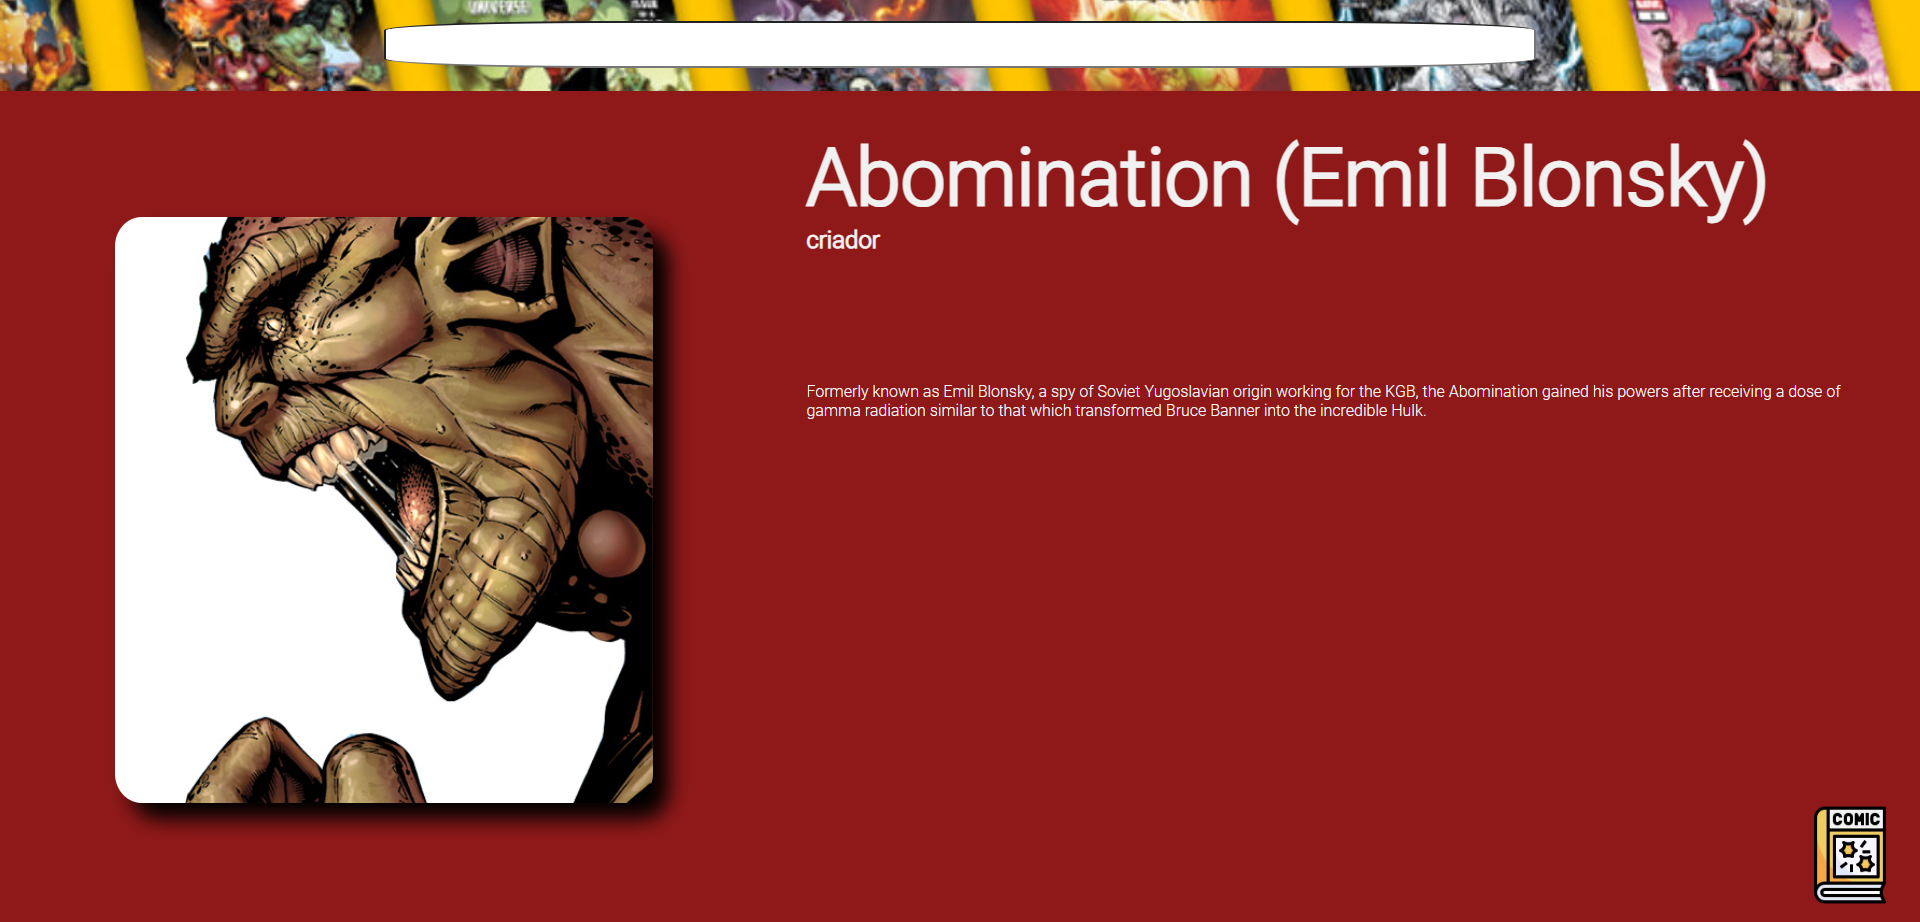 UNIVERSE
Abomination (Emil Blonsky)
criador
Formerly known as Emil Blonsky, a spy of Soviet Yugoslavian origin working for the KGB, the Abomination gained his powers after receiving a dose of
gamma radiation similar to that which transformed Bruce Banner into the incredible Hulk.
COMIC